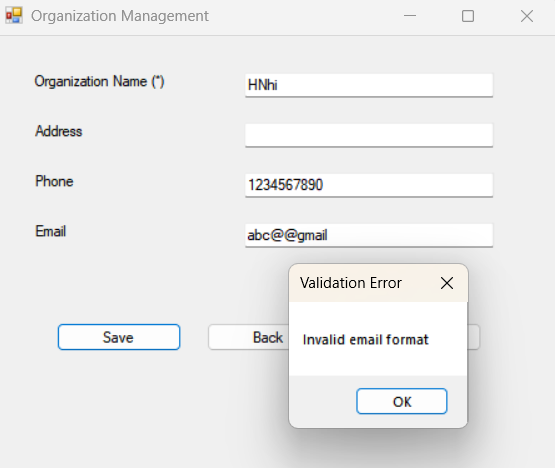 Organization Management
Organization Name (*) HNhi
Address
Phone 1234567890
Email abc@@gmail
Validation Error
Invalid email format
Save Back
OK